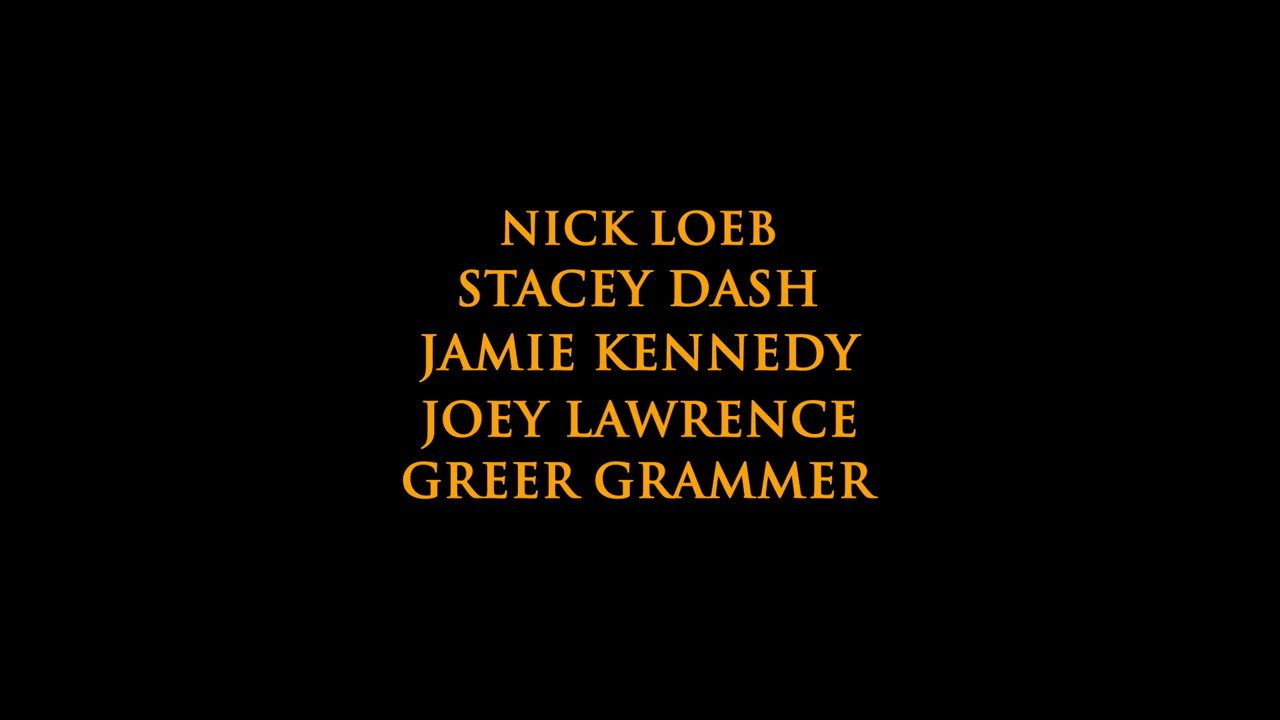 NICK LOEB
STACEY DASH
JAMIE KENNEDY
JOEY LAWRENCE
GREER GRAMMER